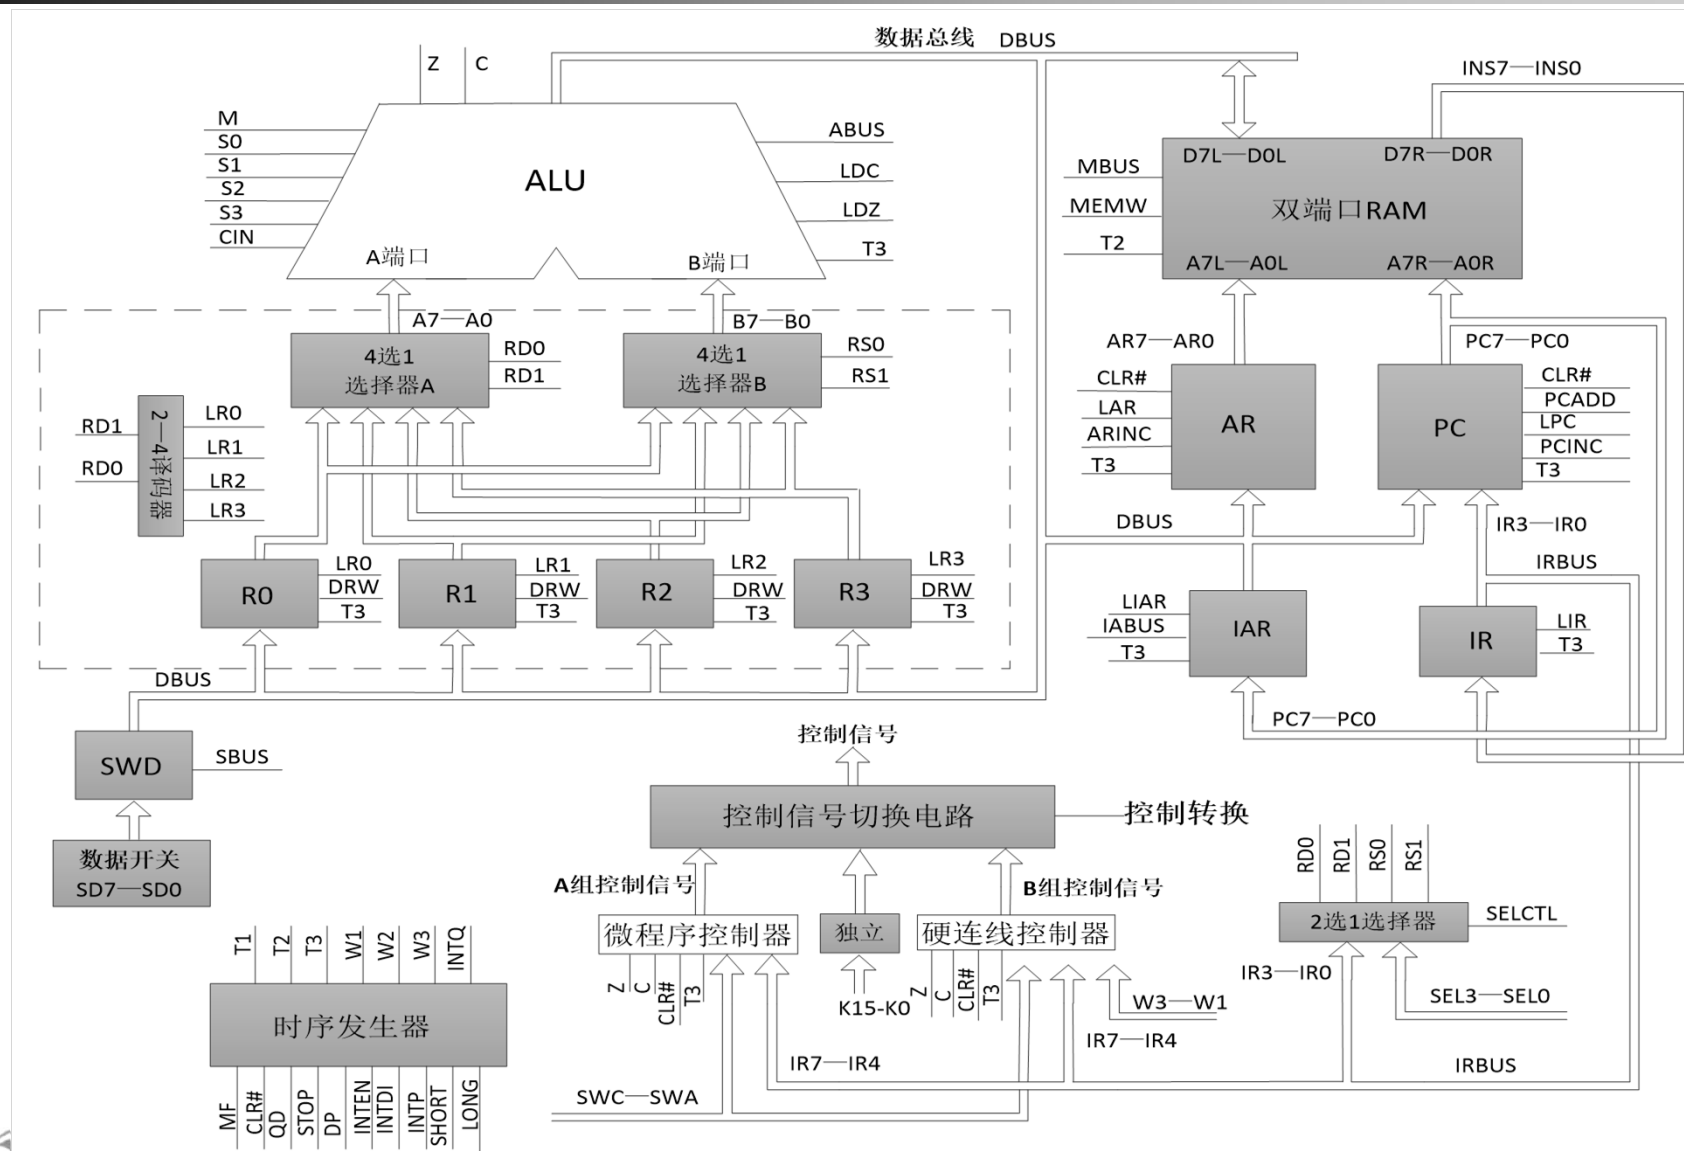 数据总线 DBUS
Z
C
INS7—INS0
M
S0
S1
S2
S3
CIN
ALU
A端口
B端口
ABUS
LDC
LDZ
T3
MBUS
MEMW
T2
D7L—D0L
D7R—D0R
双端口RAM
A7L—A0L
A7R—A0R
A7—A0
B7—B0
4选1
选择器A
RD0
RD1
4选1
选择器B
RS0
RS1
AR7—AR0
PC7—PC0
CLR#
LAR
ARINC
T3
AR
PC
CLR#
PCADD
LPC
PCINC
T3
RD1
RD0
2—4译码器
LR0
LR1
LR2
LR3
DBUS
IR3—IR0
IRBUS
R0
LR0
DRW
T3
R1
LR1
DRW
T3
R2
LR2
DRW
T3
R3
LR3
DRW
T3
LIAR
IABUS
T3
IAR
IR
LIR
T3
DBUS
PC7—PC0
SWD
SBUS
数据开关
SD7—SD0
控制信号
控制信号切换电路
控制转换
A组控制信号
B组控制信号
微程序控制器
独立
硬连线控制器
Z
C
CLR#
T3
K15-K0
Z
C
CLR#
T3
W3—W1
IR7—IR4
IR7—IR4
SWC—SWA
RD0
RD1
RS0
RS1
2选1选择器
SELCTL
IR3—IR0
SEL3—SEL0
IRBUS
T1
T2
T3
W1
W2
W3
INTQ
时序发生器
MF
CLR#
QD
STOP
DP
INTEN
INTDI
INTP
SHORT
LONG